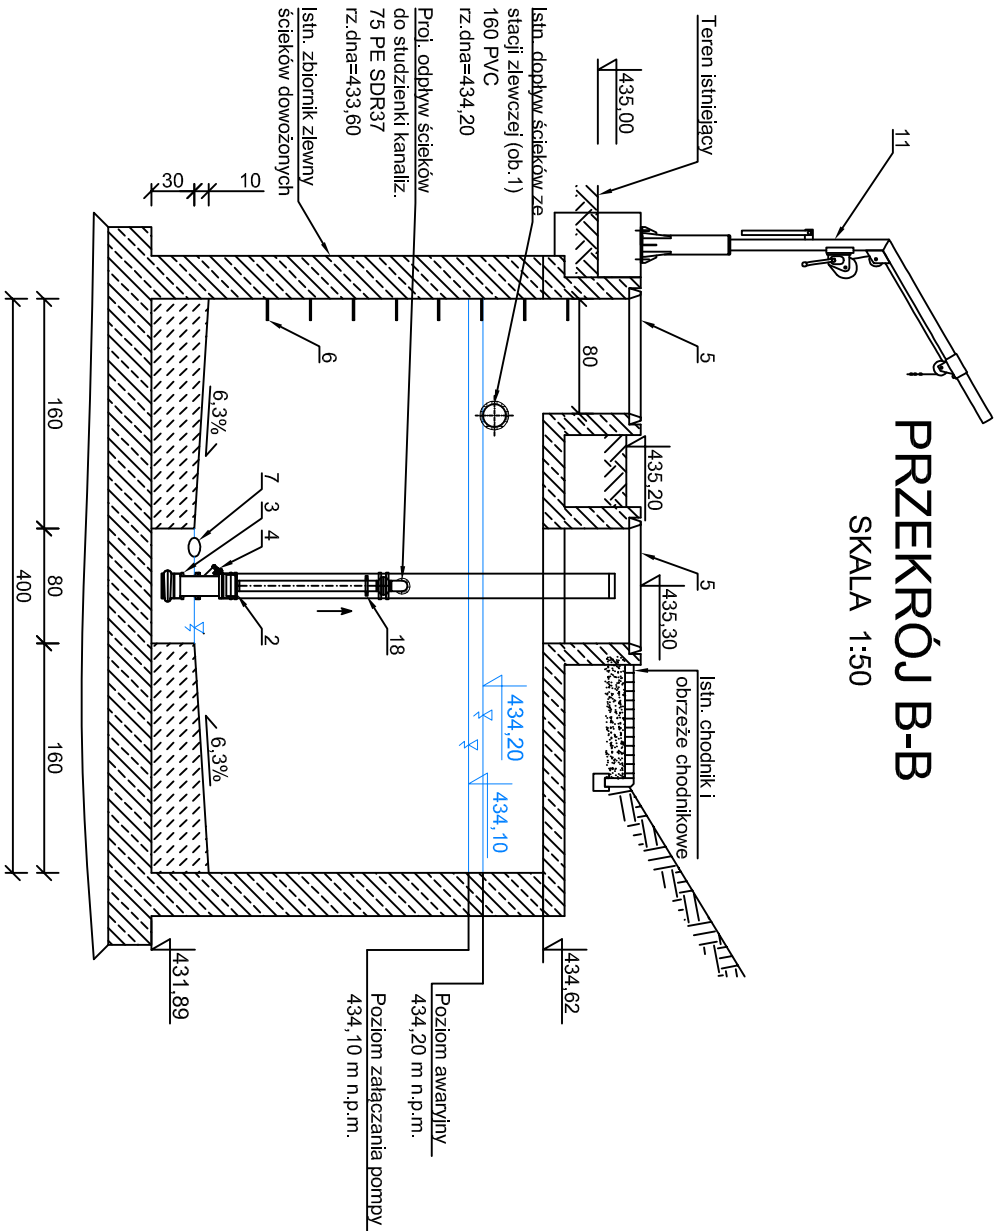 PRZEKRÓJ B-B
SKALA 1:50
11
Teren istniejący
435,00
Istn. dopływ ścieków ze
stacji zlewczej (ob.1)
160 PVC
rz.dna=434,20
Proj. odpływ ścieków
do studzienki kanaliz.
75 PE SDR37
rz.dna=433,60
Istn. zbiornik zlewny
ścieków dowożonych
5
5
435,20
435,30
Istn. chodnik i
obrzeże chodnikowe
80
6
6,3%
7
3
4
2
18
6,3%
434,20
434,10
434,62
431,89
Poziom awaryjny
434,20 m n.p.m.
Poziom załączania pompy
434,10 m n.p.m.
10
30
160
80
160
400